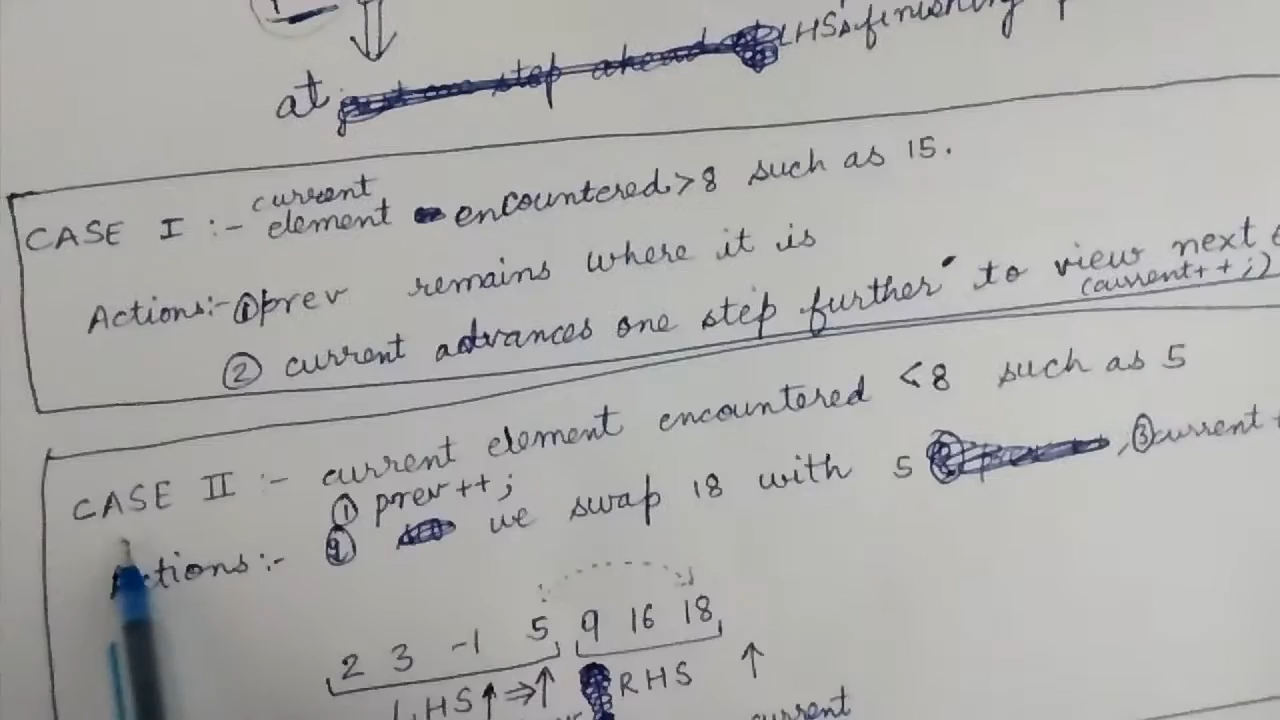 at LHS finishing
CASE I :- current element encountered > 8 such as 15.
Actions:- ① prev remains where it is
② current advances one step further to view next
(current++;)
CASE II :- current element encountered < 8 such as 5
① prev++;
Actions:- ② we swap 18 with 5 , ③ current
2 3 -1 5 9 16 18
LHS ↑ ⇒ ↑ RHS ↑
current